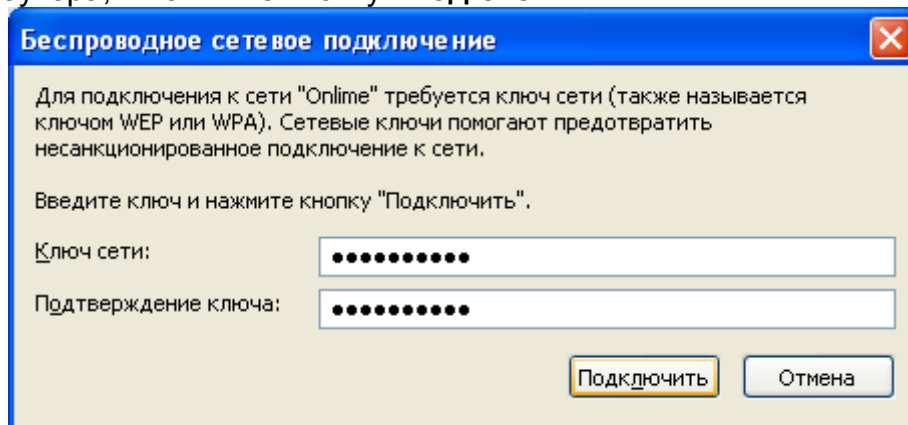 Беспроводное сетевое подключение
Для подключения к сети "Onlime" требуется ключ сети (также называется
ключом WEP или WPA). Сетевые ключи помогают предотвратить
несанкционированное подключение к сети.
Введите ключ и нажмите кнопку "Подключить".
Ключ сети: ••••••••••
Подтверждение ключа: ••••••••••
Подключить Отмена